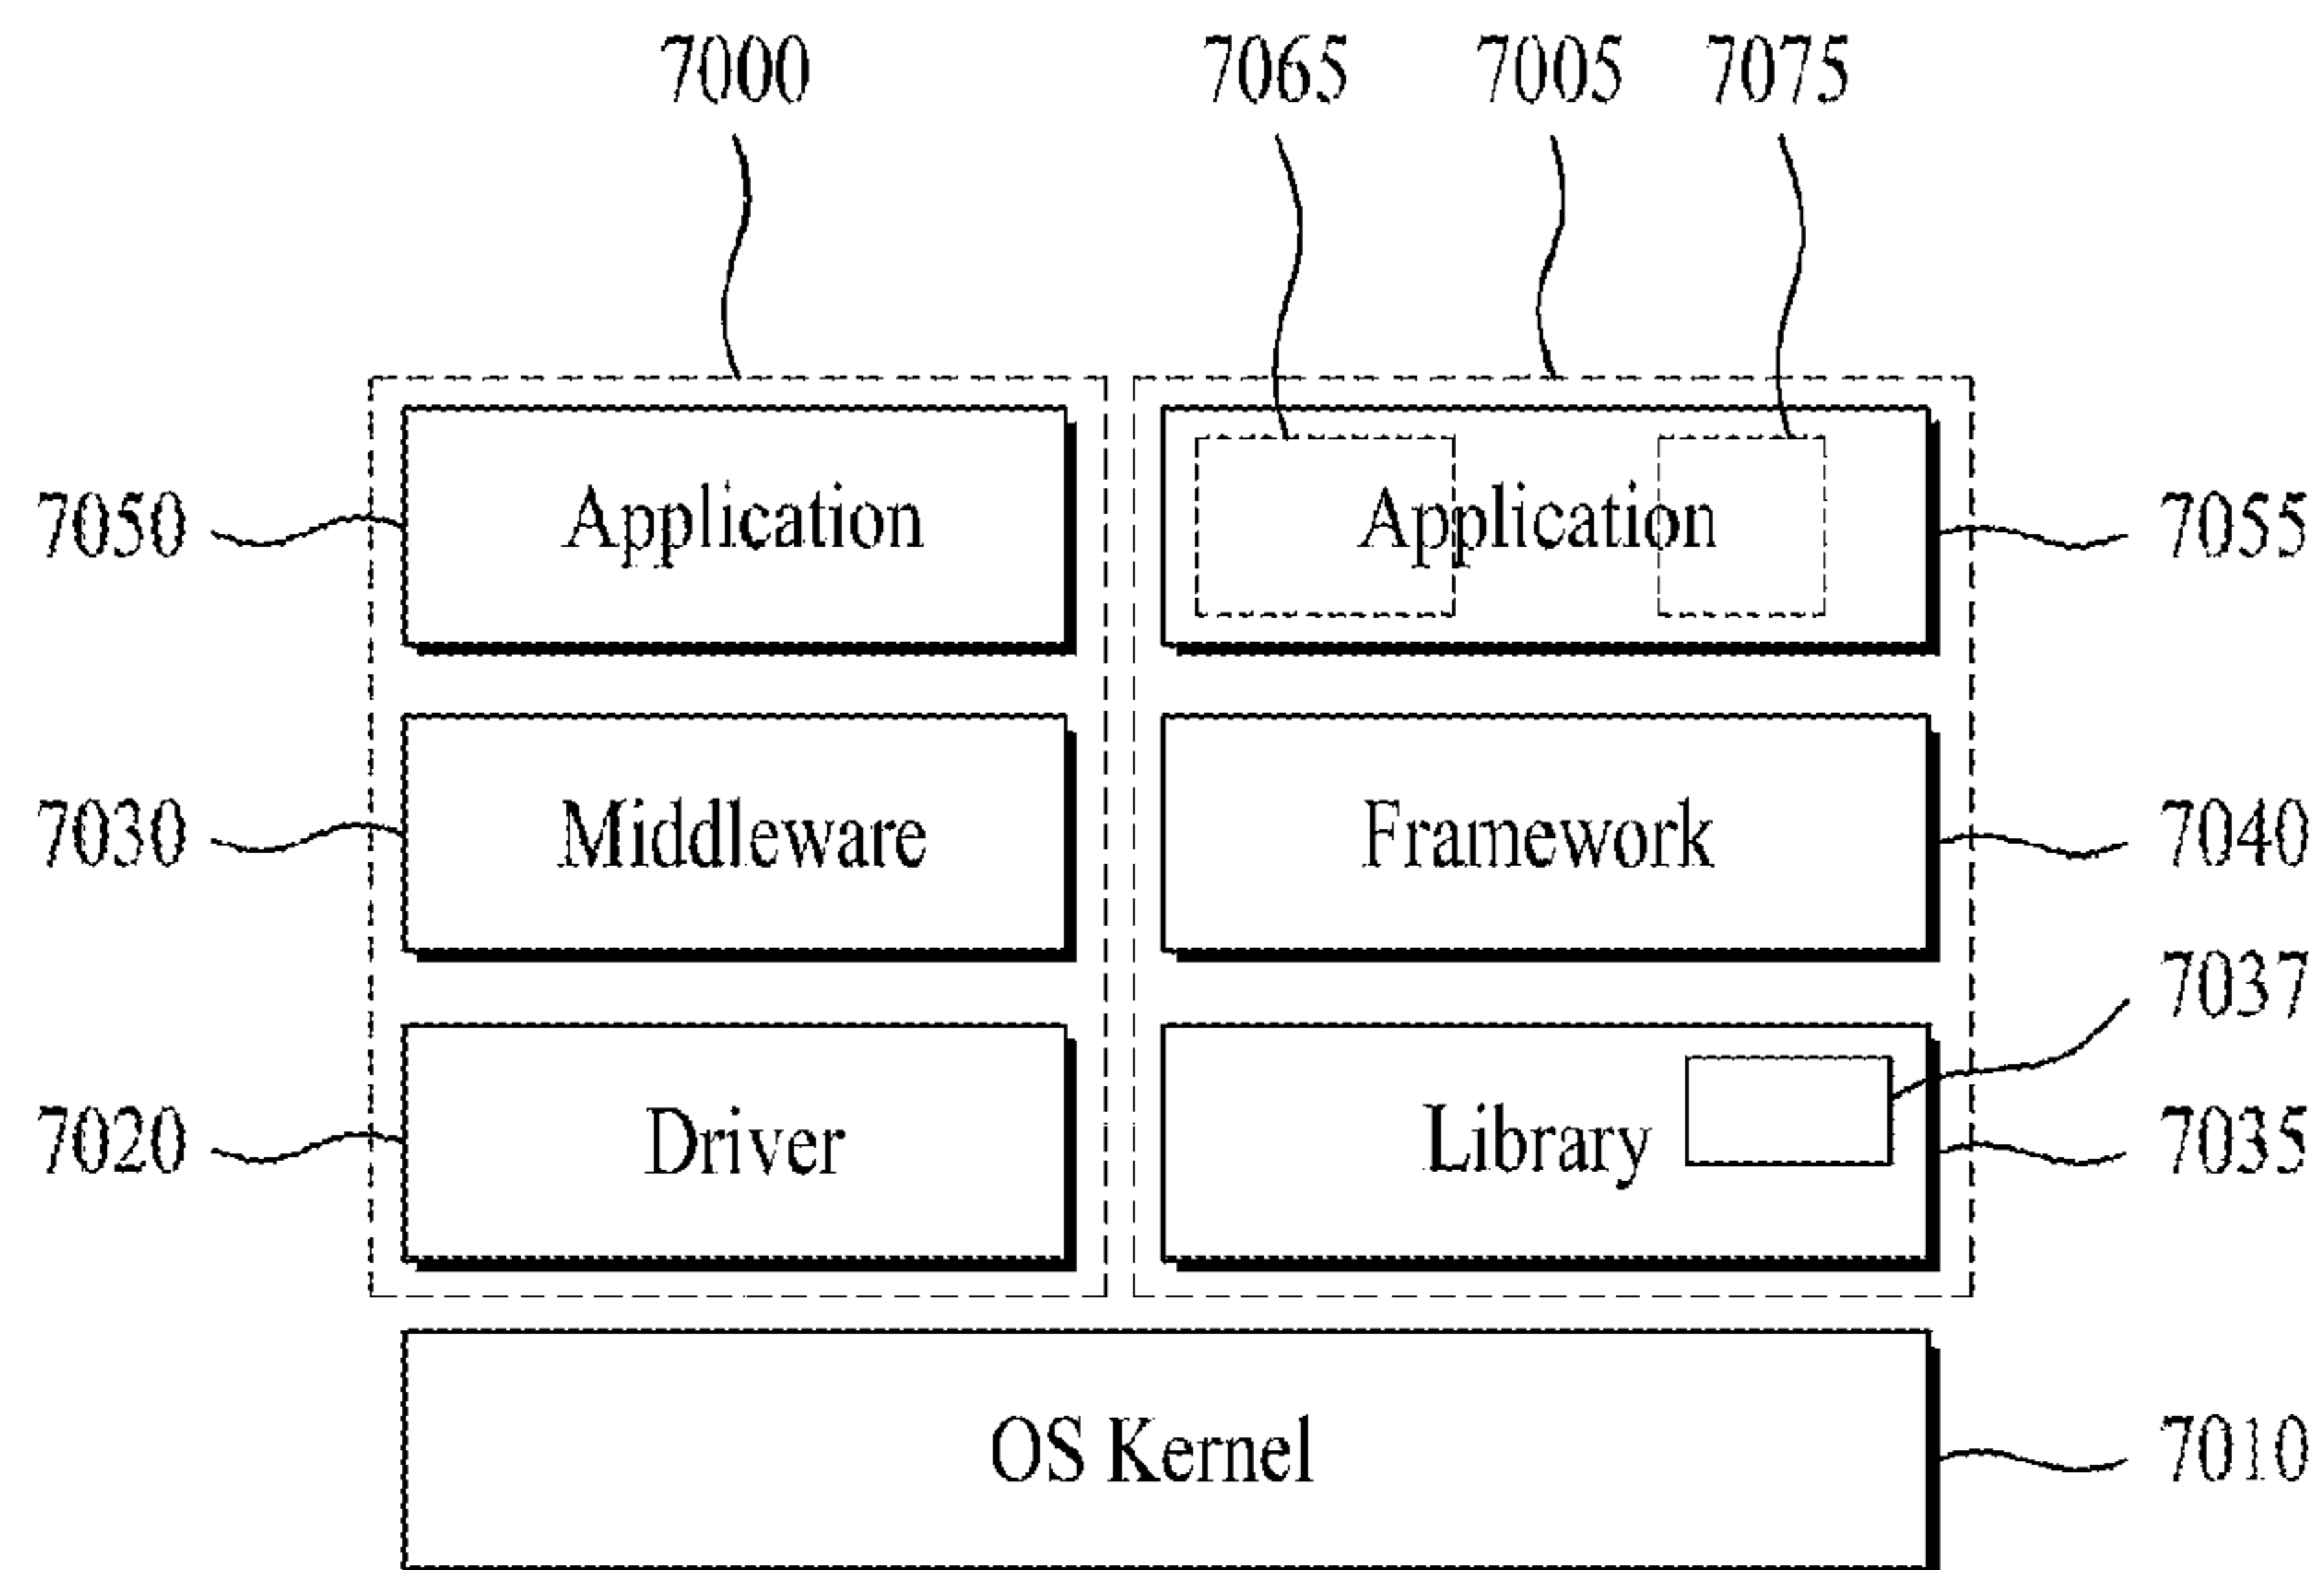 7000 7065 7005 7075
7050 Application Application 7055
7030 Middleware Framework 7040
7037
7020 Driver Library 7035
OS Kernel 7010